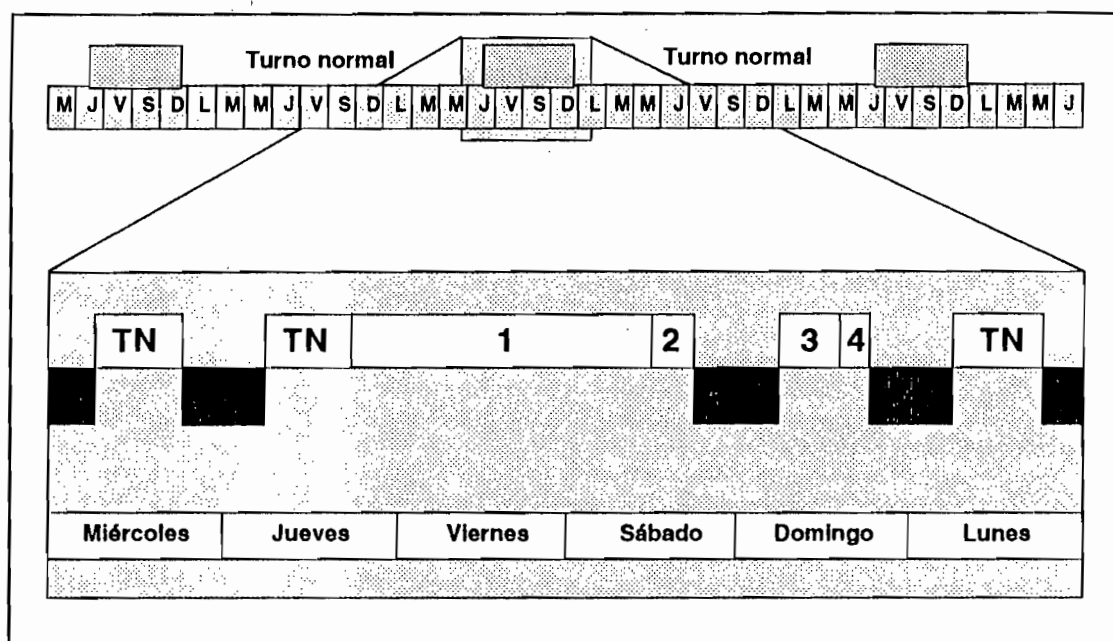 Turno normal Turno normal
M J V S D L M M J V S D L M M J V S D L M M J V S D L M M J V S D L M M J
TN TN 1 2 3 4 TN
Miércoles Jueves Viernes Sábado Domingo Lunes